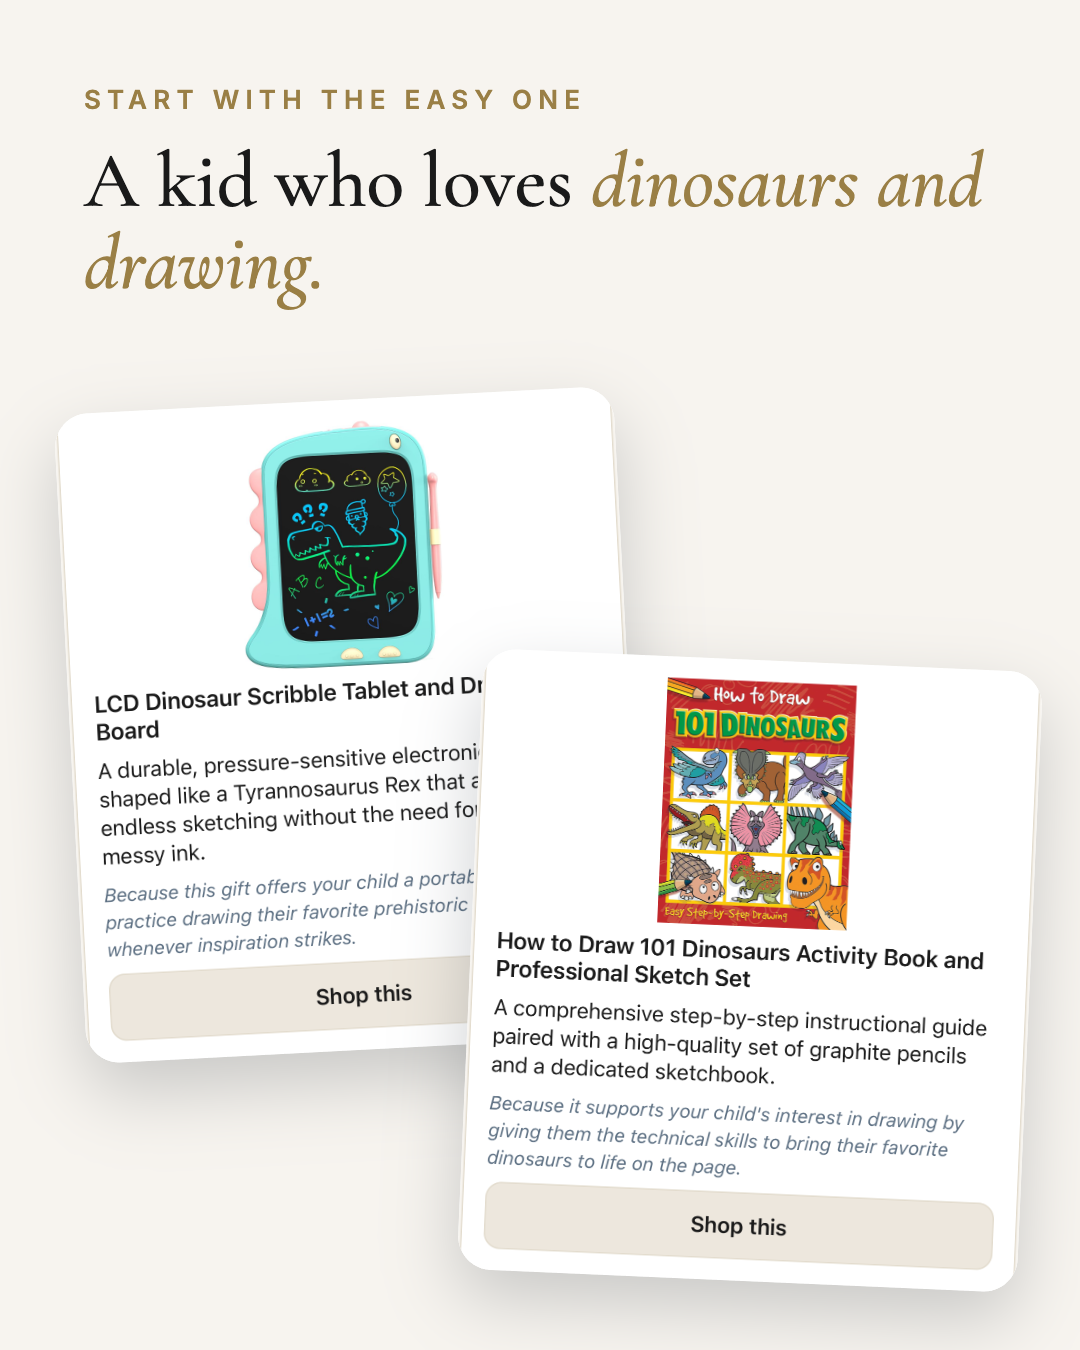 START WITH THE EASY ONE
A kid who loves dinosaurs and
drawing.
???
A B C
1+1=2
LCD Dinosaur Scribble Tablet and
Board
A durable, pressure-sensitive
shaped like a Tyrannosaurus Rex that
endless sketching without the need for
messy ink.
Because this gift offers your child a
practice drawing their favorite prehistoric
whenever inspiration strikes.
Shop this
How to Draw
101 DINOSAURS
Easy Step-by-Step Drawing
How to Draw 101 Dinosaurs Activity Book and
Professional Sketch Set
A comprehensive step-by-step instructional guide
paired with a high-quality set of graphite pencils
and a dedicated sketchbook.
Because it supports your child's interest in drawing by
giving them the technical skills to bring their favorite
dinosaurs to life on the page.
Shop this